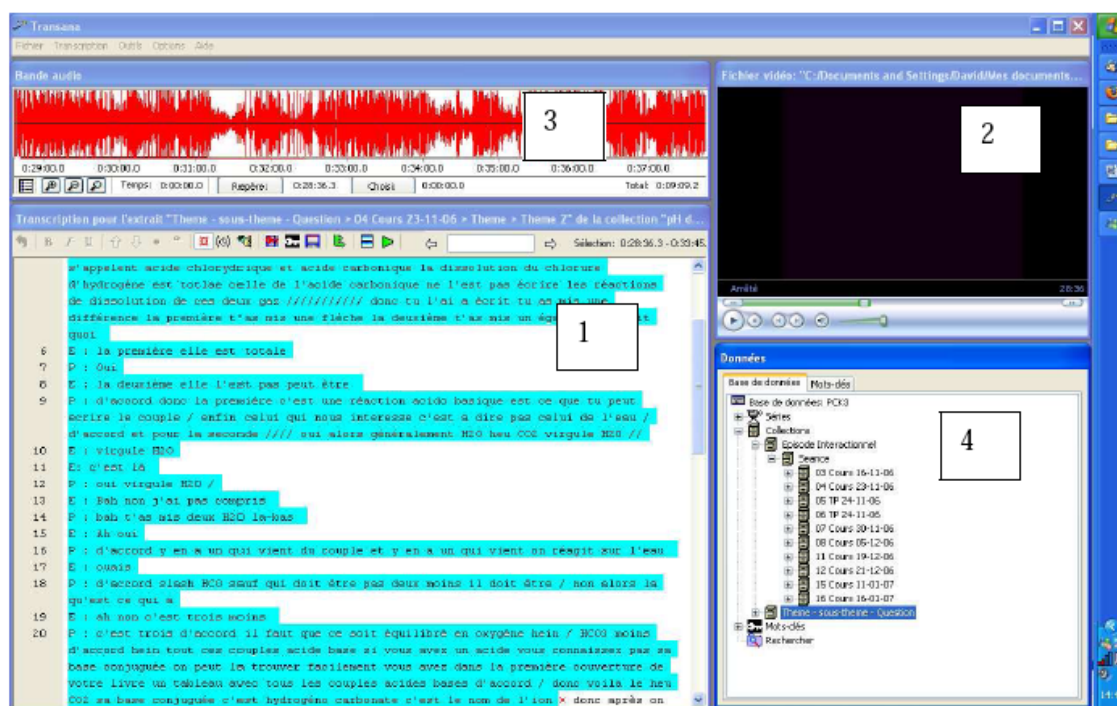 Transana
Fichier Transcription Outils Options Aide
Bande audio
3
0:29:00.0 0:30:00.0 0:31:00.0 0:32:00.0 0:33:00.0 0:34:00.0 0:35:00.0 0:36:00.0 0:37:00.0
Temps: 0:00:00.0 Repère: 0:28:36.3 Choisi: 0:00:00.0 Total: 0:09:09.2
Fichier vidéo: "C:/Documents and Settings/David/Mes documents...
2
Arrêté 28:36
Transcription pour l'extrait "Theme - sous-theme - Question > 04 Cours 23-11-06 > Theme > Theme 2" de la collection "pH d...
B I U Sélection: 0:28:36.3 - 0:33:45.
s'appelent acide chlorydrique et acide carbonique la dissolution du chlorure
d'hydrogène est totlae celle de l'acide carbonique ne l'est pas écrire les réactions
de dissolution de ces deux gaz /////////// donc tu l'ai a écrit tu as mis une
différence la première t'as mis une flèche la deuxième t'as mis un
quoi
1
6 E : la première elle est totale
7 P : Oui
8 E : la deuxième elle l'est pas peut être
9 P : d'accord donc la première c'est une réaction acido basique est ce que tu peut
ecrire le couple / enfin celui qui nous interesse c'est a dire pas celui de l'eau /
d'accord et pour la seconde //// oui alors généralement H2O heu CO2 virgule H2O //
10 E : virgule H2O
11 E: c'est là
12 P : oui virgule H2O /
13 E : Bah non j'ai pas compris
14 P : bah t'as mis deux H2O la-bas
15 E : Ah oui
16 P : d'accord y en a un qui vient du couple et y en a un qui vient on réagit sur l'eau
17 E : ouais
18 P : d'accord slash HCO sauf qui doit être pas deux moins il doit être / non alors la
qu'est ce qui a
19 E : ah non c'est trois moins
20 P : c'est trois d'accord il faut que ce soit équilibré en oxygène hein / HCO3 moins
d'accord hein tout ces couples acide base si vous avez un acide vous connaissez pas sa
base conjuguée on peut la trouver facilement vous avez dans la première couverture de
votre livre un tableau avec tous les couples acides bases d'accord / donc voila le heu
CO2 sa base conjuguée c'est hydrogéno carbonate c'est le nom de l'ion donc après on
Données
Base de données Mots-clés
Base de données: PCK3
Séries
Collections
Episode Interactionnel
Seance
03 Cours 16-11-06
04 Cours 23-11-06
05 TP 24-11-06
06 TP 24-11-06
07 Cours 30-11-06
08 Cours 05-12-06
11 Cours 19-12-06
12 Cours 21-12-06
15 Cours 11-01-07
16 Cours 16-01-07
Theme - sous-theme - Question
Mots-clés
Rechercher
4